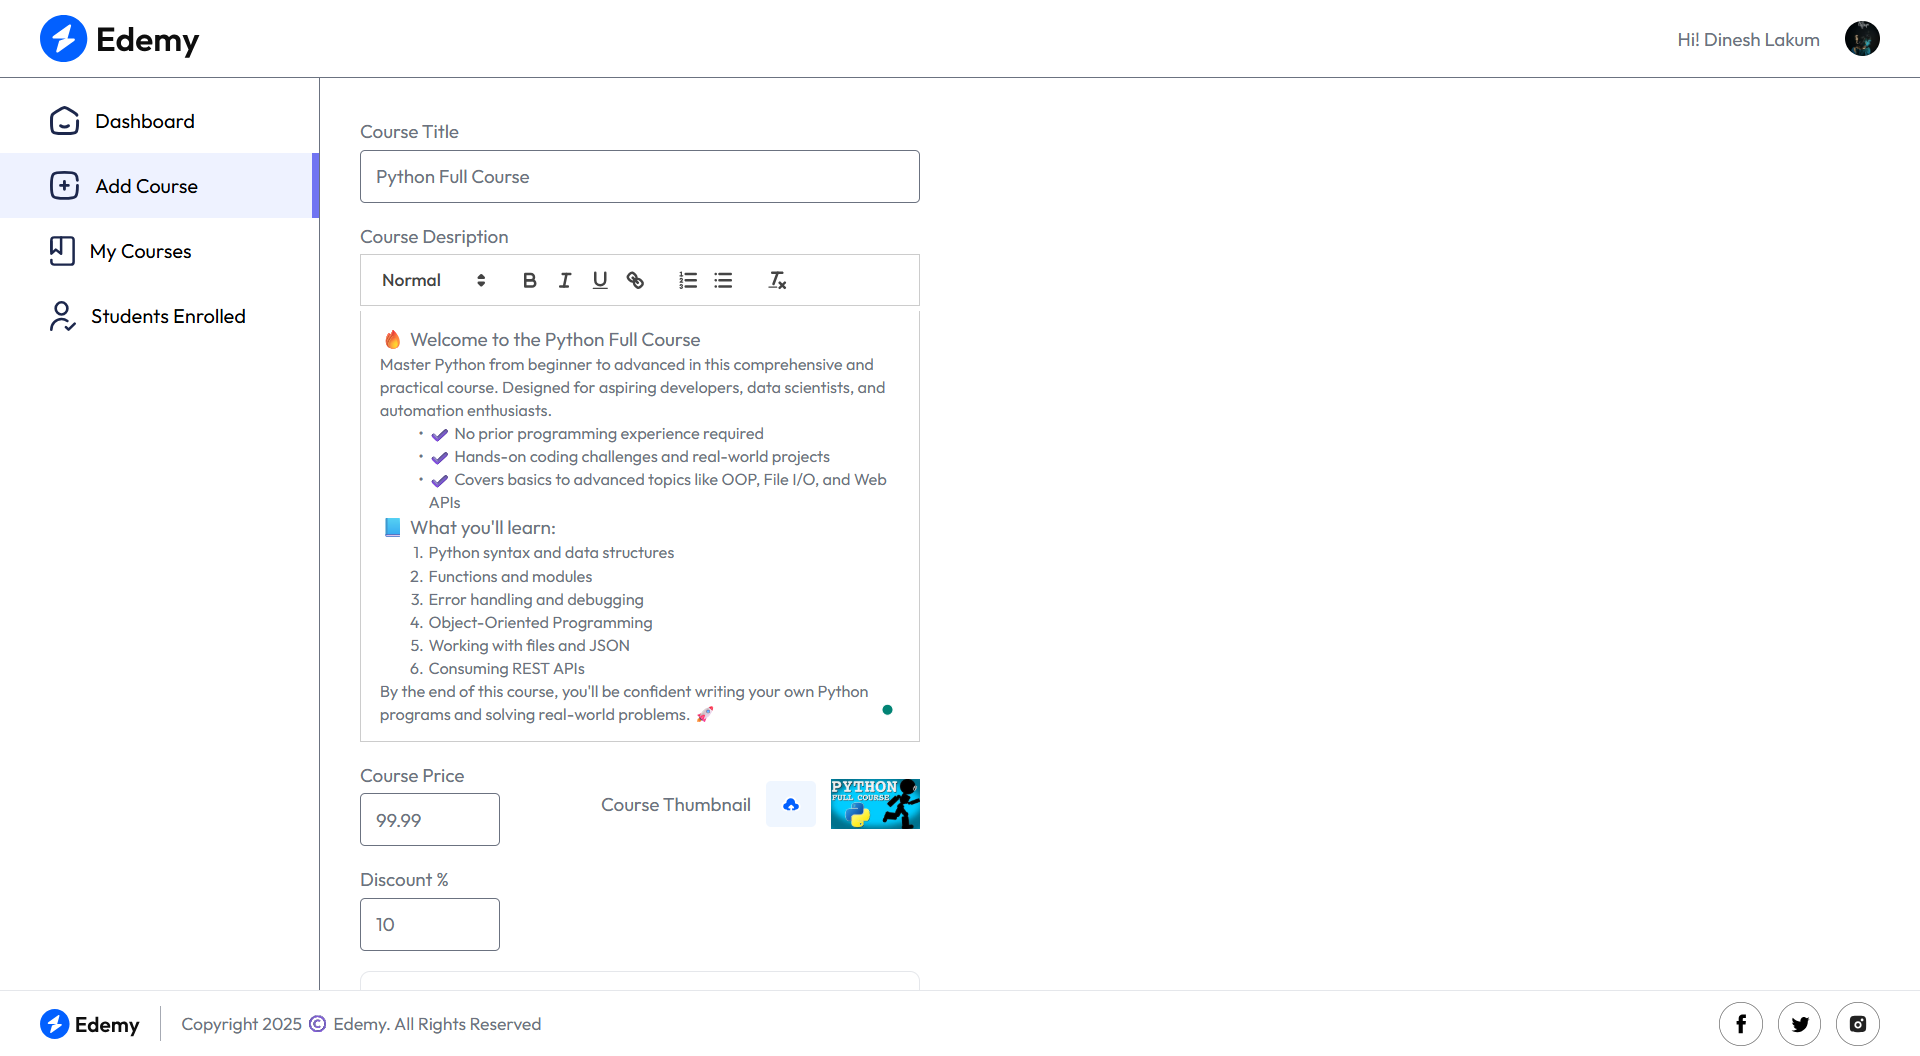 Edemy
Hi! Dinesh Lakum
Dashboard
Add Course
My Courses
Students Enrolled
Course Title
Python Full Course
Course Desription
Normal
🔥 Welcome to the Python Full Course
Master Python from beginner to advanced in this comprehensive and
practical course. Designed for aspiring developers, data scientists, and
automation enthusiasts.
• ✔ No prior programming experience required
• ✔ Hands-on coding challenges and real-world projects
• ✔ Covers basics to advanced topics like OOP, File I/O, and Web
APIs
📘 What you'll learn:
1. Python syntax and data structures
2. Functions and modules
3. Error handling and debugging
4. Object-Oriented Programming
5. Working with files and JSON
6. Consuming REST APIs
By the end of this course, you'll be confident writing your own Python
programs and solving real-world problems. 🚀
Course Price
99.99
Course Thumbnail
PYTHON
FULL COURSE
Discount %
10
Edemy
Copyright 2025 © Edemy. All Rights Reserved